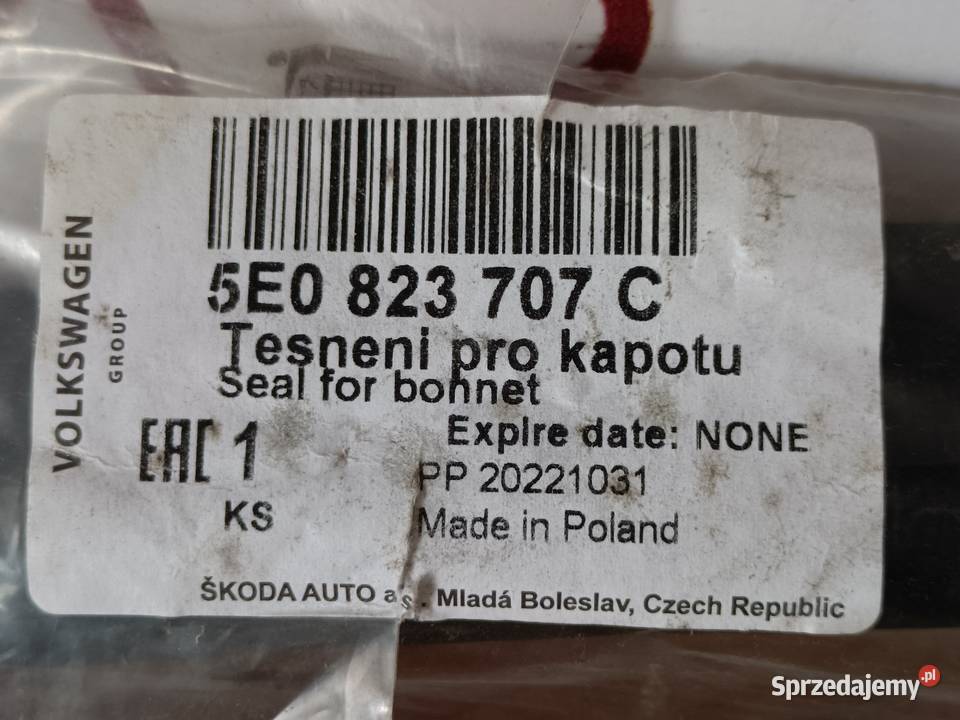 VOLKSWAGEN
GROUP
5E0 823 707 C
Tesneni pro kapotu
Seal for bonnet
EAC 1
Expire date: NONE
KS
PP 20221031
Made in Poland
ŠKODA AUTO a.s. Mladá Boleslav, Czech Republic
Sprzedajemy.pl